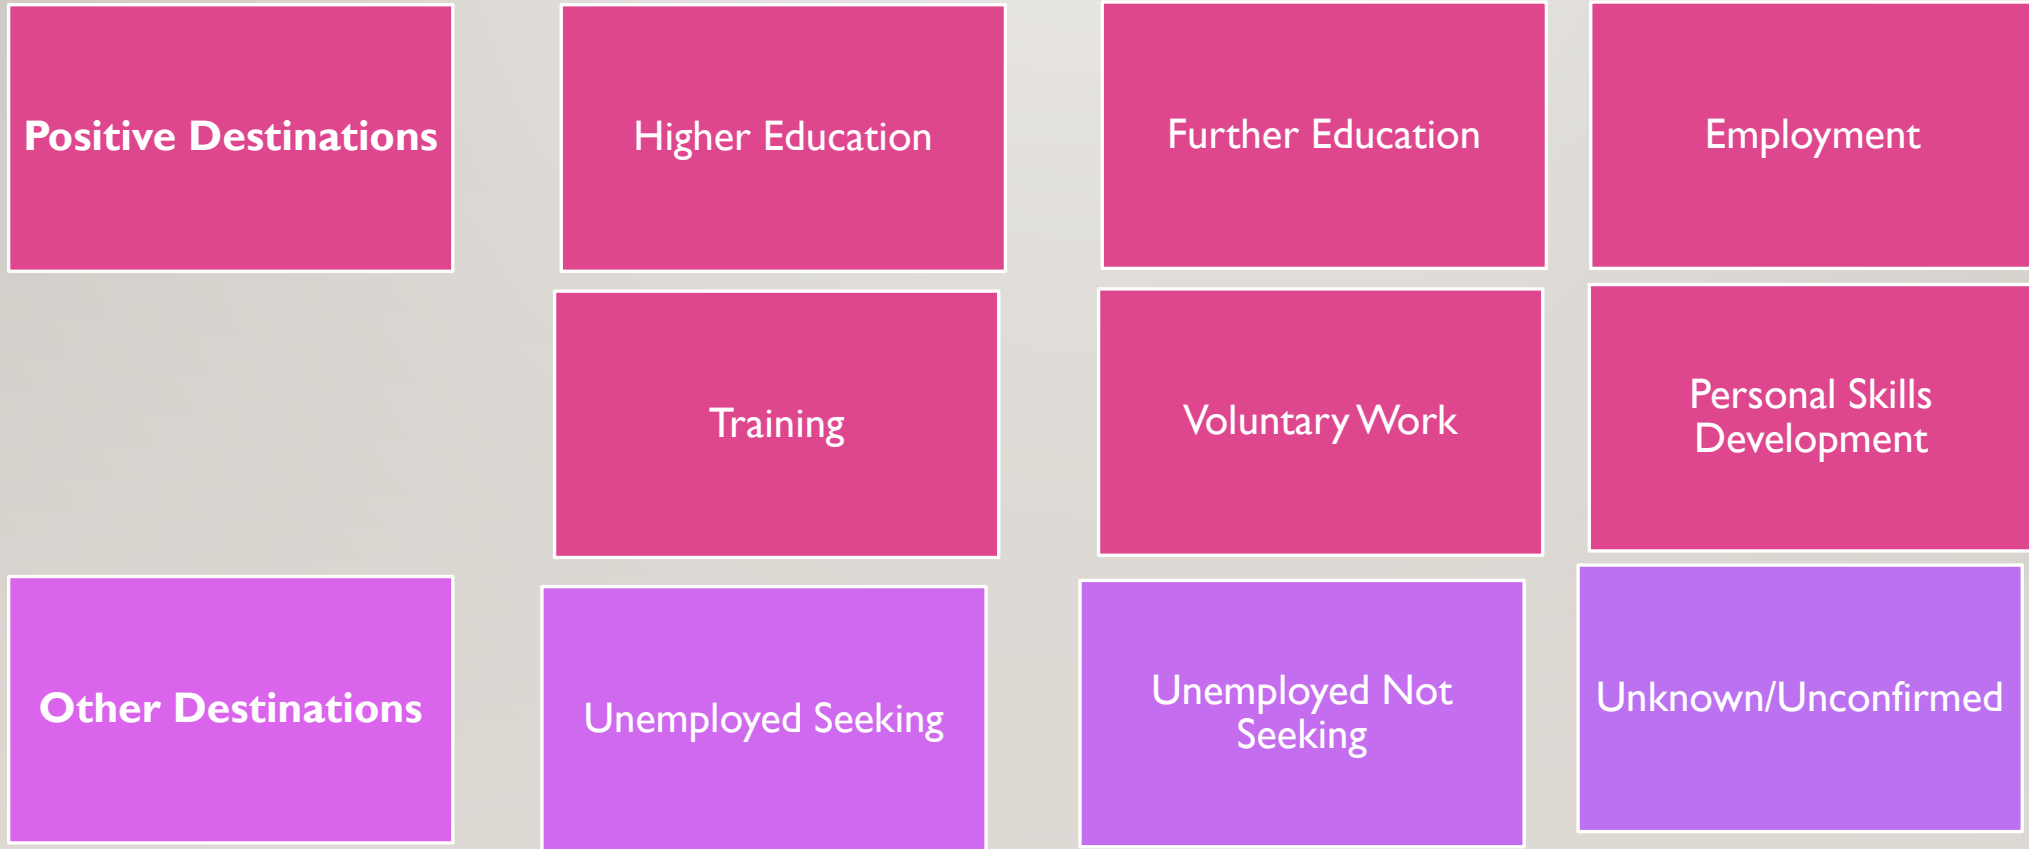 Positive Destinations
Higher Education
Further Education
Employment
Training
Voluntary Work
Personal Skills
Development
Other Destinations
Unemployed Seeking
Unemployed Not
Seeking
Unknown/Unconfirmed